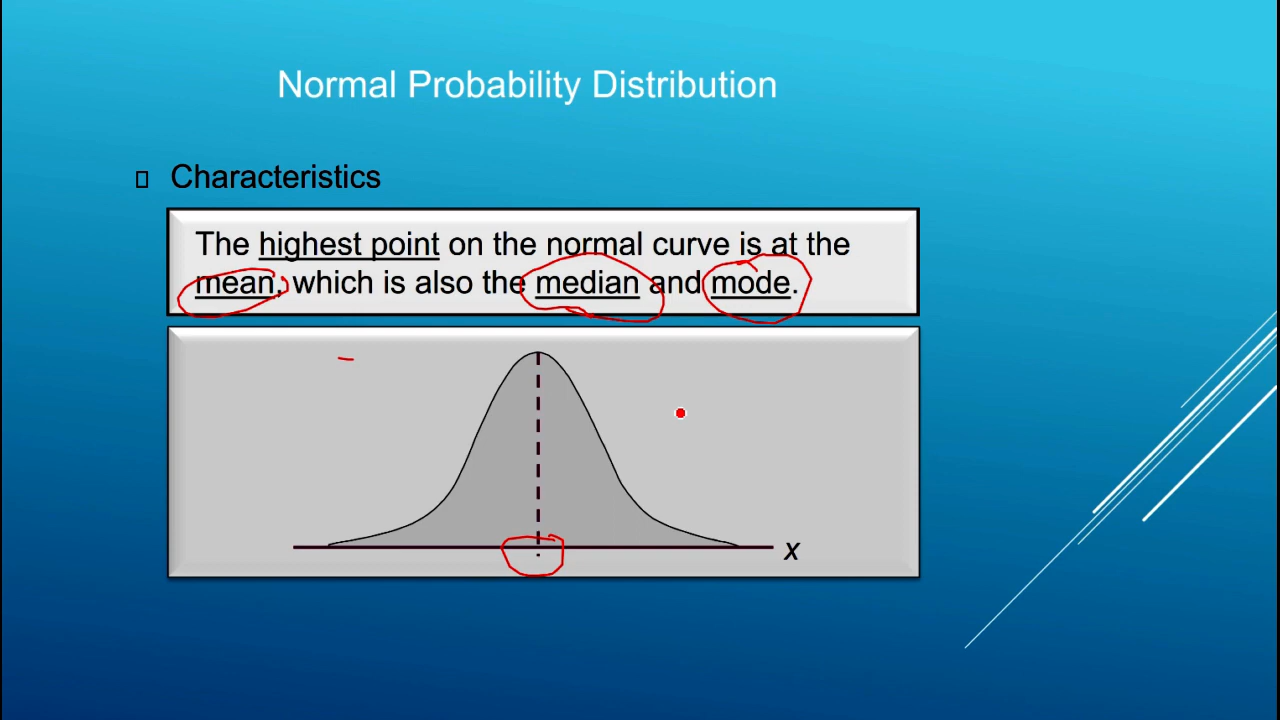 Normal Probability Distribution
Characteristics
The highest point on the normal curve is at the
mean, which is also the median and mode.
x